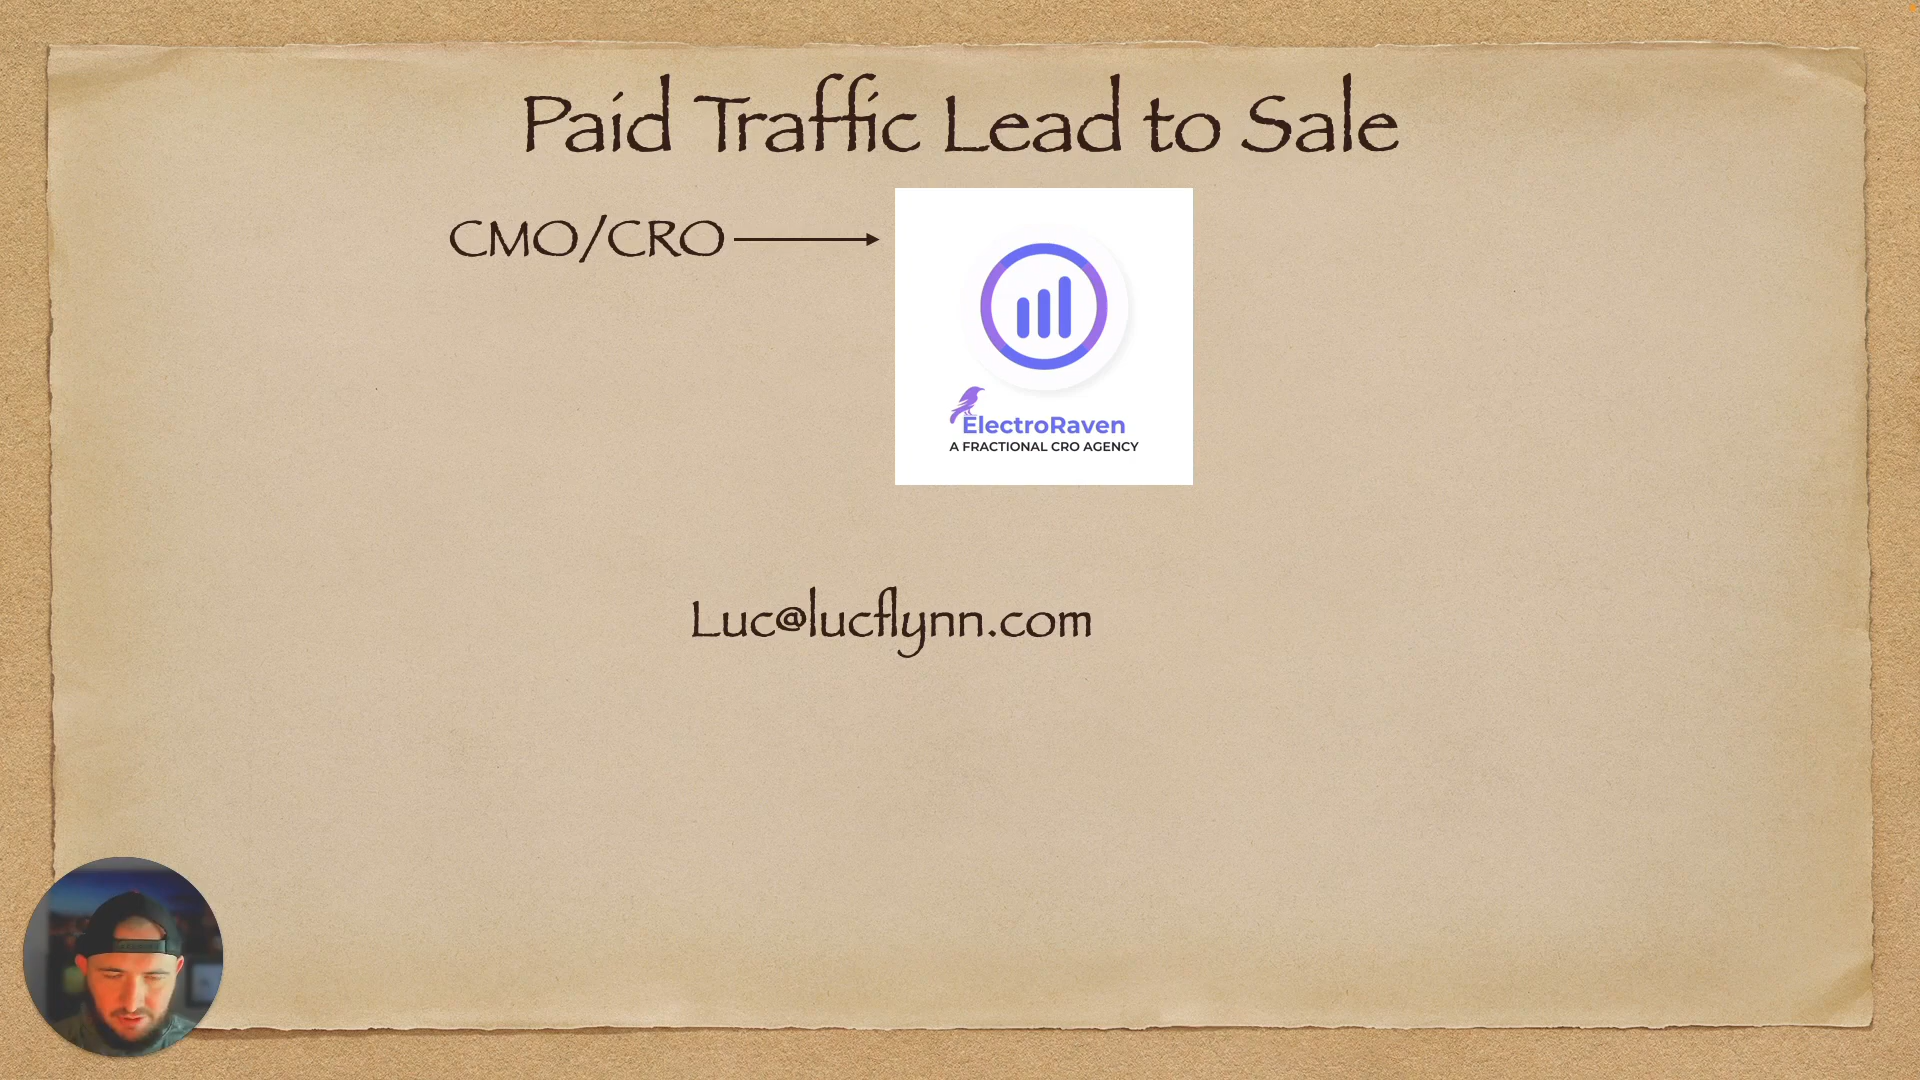 Paid Traffic Lead to Sale
CMO/CRO
ElectroRaven
A FRACTIONAL CRO AGENCY
Luc@lucflynn.com